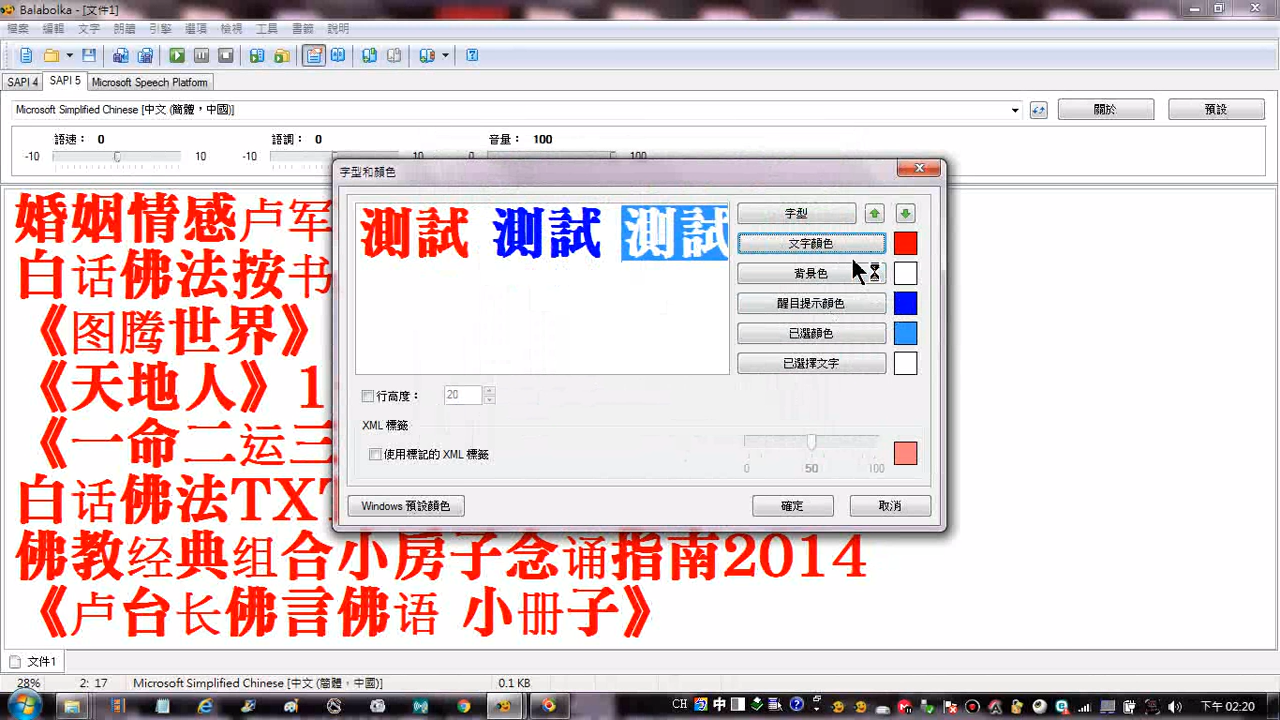 Balabolka - [文件1]
檔案 編輯 文字 朗讀 引擎 選項 檢視 工具 書籤 說明
SAPI 4 SAPI 5 Microsoft Speech Platform
Microsoft Simplified Chinese [中文 (簡體，中國)] 關於 預設
語速： 0 語調： 0 音量： 100
-10 10 -10 10 0 100
字型和顏色
測試 測試 測試
字型
文字顏色
背景色
醒目提示顏色
已選顏色
已選擇文字
行高度： 20
XML 標籤
使用標記的 XML 標籤
0 50 100
Windows 預設顏色 確定 取消
婚姻情感卢军
白话佛法按书
《图腾世界》
《天地人》1
《一命二运三
白话佛法TXT
佛教经典组合小房子念诵指南2014
《卢台长佛言佛语 小册子》
文件1
28% 2: 17 Microsoft Simplified Chinese [中文 (簡體，中國)] 0.1 KB
CH 中 下午 02:20